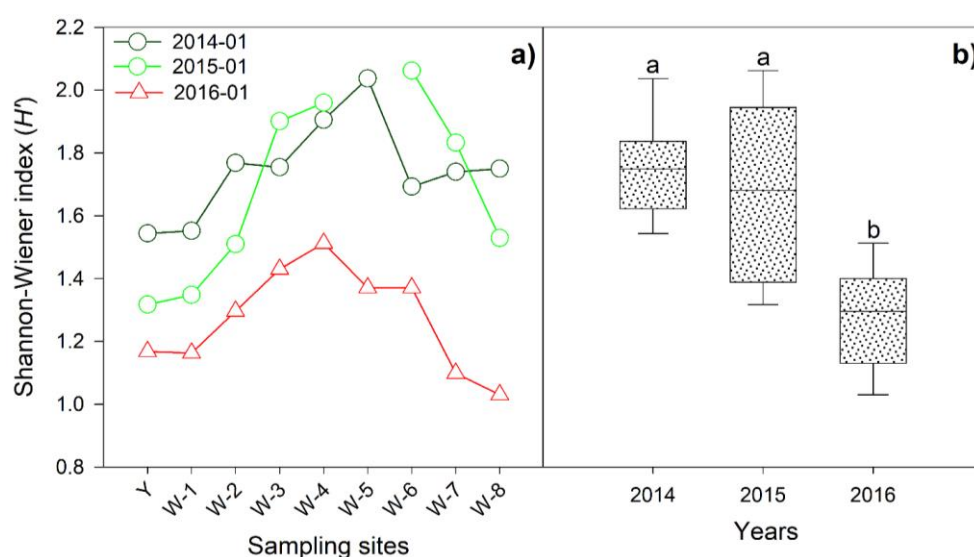 2.2
2.0
1.8
1.6
1.4
1.2
1.0
0.8
Shannon-Wiener index (H')
2014-01
2015-01
2016-01
a)
Y
W-1
W-2
W-3
W-4
W-5
W-6
W-7
W-8
Sampling sites
b)
a
a
b
2014
2015
2016
Years